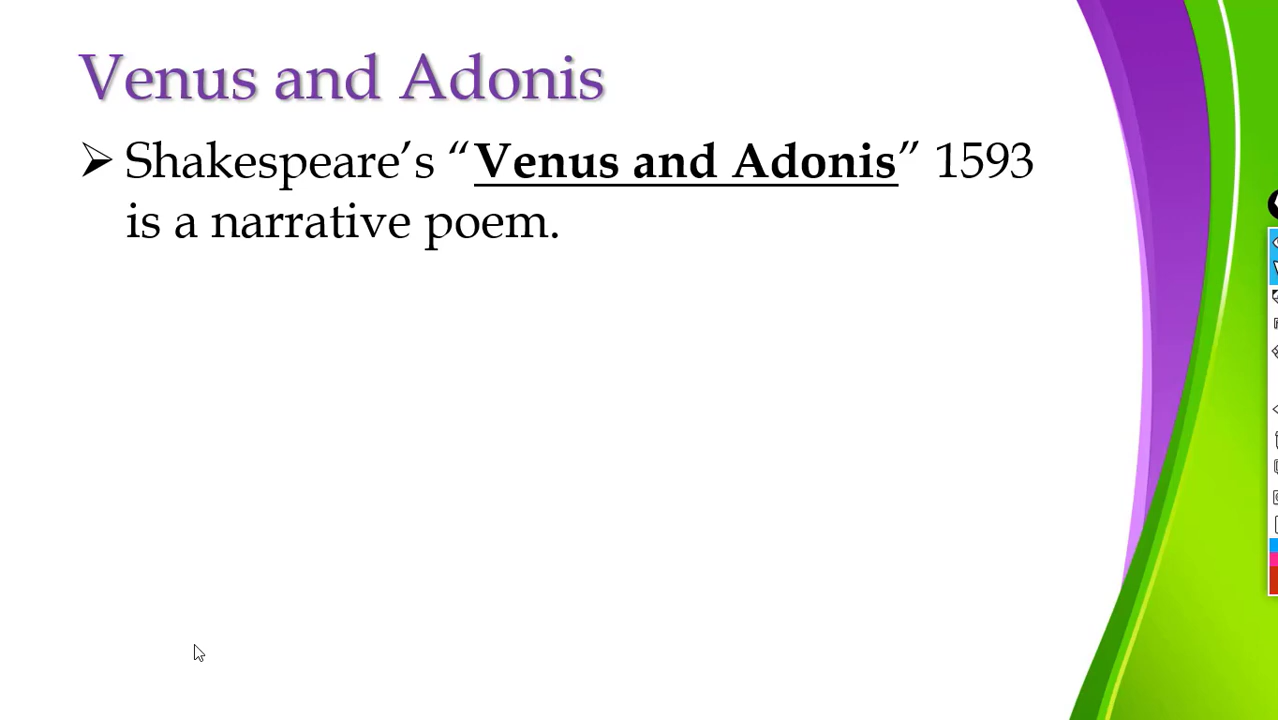 Venus and Adonis
➢ Shakespeare’s “Venus and Adonis” 1593
is a narrative poem.